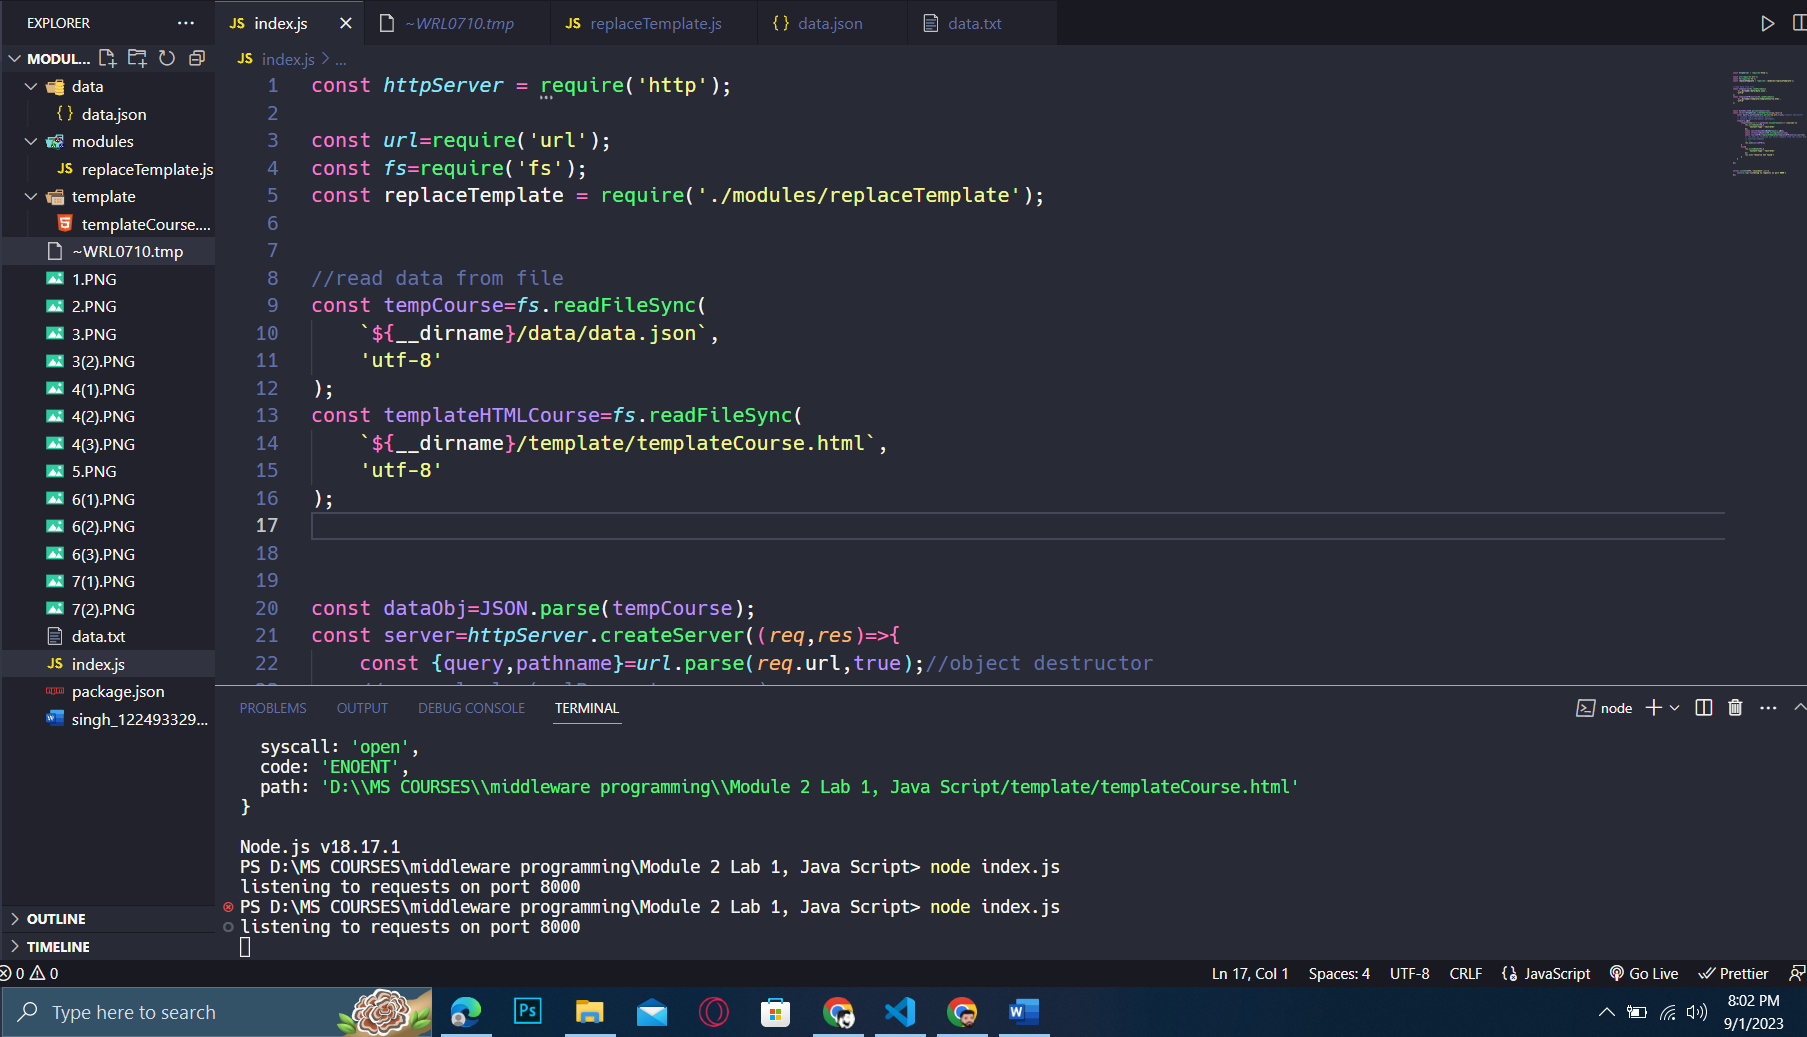 EXPLORER
...
JS index.js
~WRL0710.tmp
JS replaceTemplate.js
{} data.json
data.txt
MODUL...
JS index.js > ...
data
{} data.json
modules
JS replaceTemplate.js
template
templateCourse....
~WRL0710.tmp
1.PNG
2.PNG
3.PNG
3(2).PNG
4(1).PNG
4(2).PNG
4(3).PNG
5.PNG
6(1).PNG
6(2).PNG
6(3).PNG
7(1).PNG
7(2).PNG
data.txt
JS index.js
package.json
singh_122493329...
OUTLINE
TIMELINE
1 const httpServer = require('http');
2
3 const url=require('url');
4 const fs=require('fs');
5 const replaceTemplate = require('./modules/replaceTemplate');
6
7
8 //read data from file
9 const tempCourse=fs.readFileSync(
10 `${__dirname}/data/data.json`,
11 'utf-8'
12 );
13 const templateHTMLCourse=fs.readFileSync(
14 `${__dirname}/template/templateCourse.html`,
15 'utf-8'
16 );
17
18
19
20 const dataObj=JSON.parse(tempCourse);
21 const server=httpServer.createServer((req,res)=>{
22 const {query,pathname}=url.parse(req.url,true);//object destructor
PROBLEMS OUTPUT DEBUG CONSOLE TERMINAL
node
syscall: 'open',
code: 'ENOENT',
path: 'D:\\MS COURSES\\middleware programming\\Module 2 Lab 1, Java Script/template/templateCourse.html'
}
Node.js v18.17.1
PS D:\MS COURSES\middleware programming\Module 2 Lab 1, Java Script> node index.js
listening to requests on port 8000
PS D:\MS COURSES\middleware programming\Module 2 Lab 1, Java Script> node index.js
listening to requests on port 8000
0 0
Ln 17, Col 1 Spaces: 4 UTF-8 CRLF {} JavaScript Go Live Prettier
Type here to search
Ps
W
8:02 PM
9/1/2023